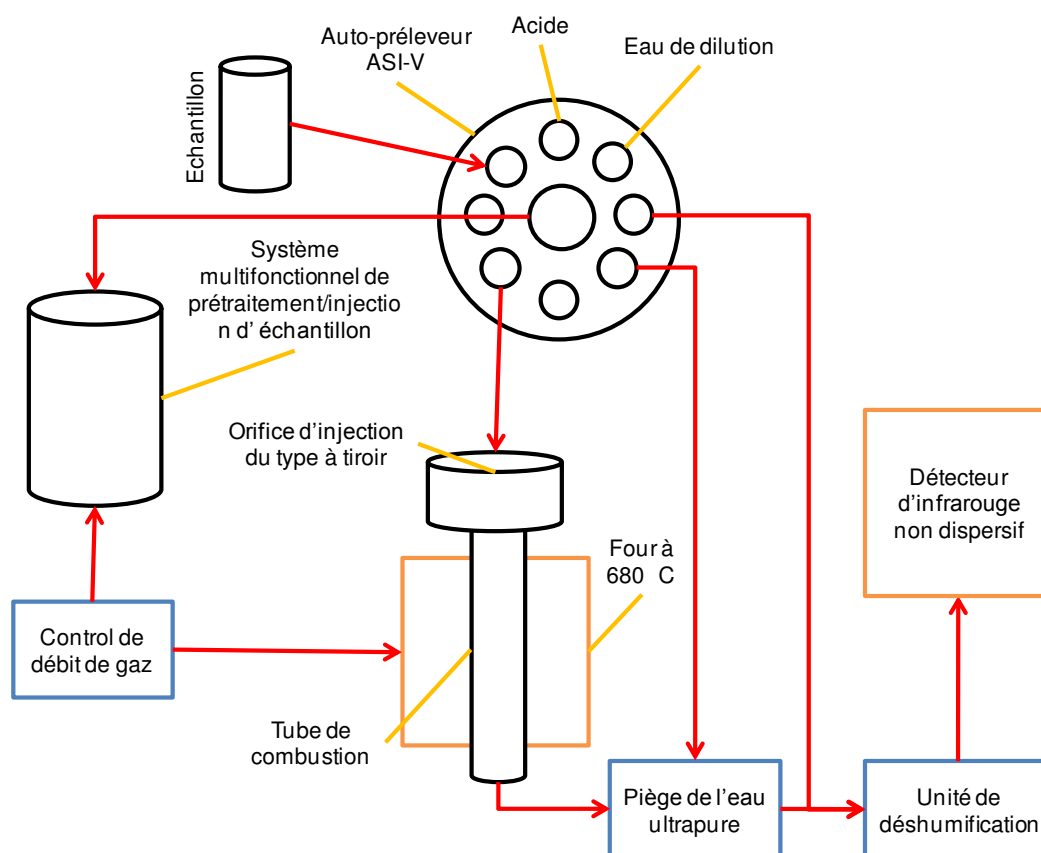 Auto-préleveur
ASI-V
Acide
Eau de dilution
Echantillon
Système
multifonctionnel de
prétraitement/injectio
n d’ échantillon
Orifice d’injection
du type à tiroir
Détecteur
d’infrarouge
non dispersif
Four à
680 C
Control de
débit de gaz
Tube de
combustion
Piège de l’eau
ultrapure
Unité de
déshumification